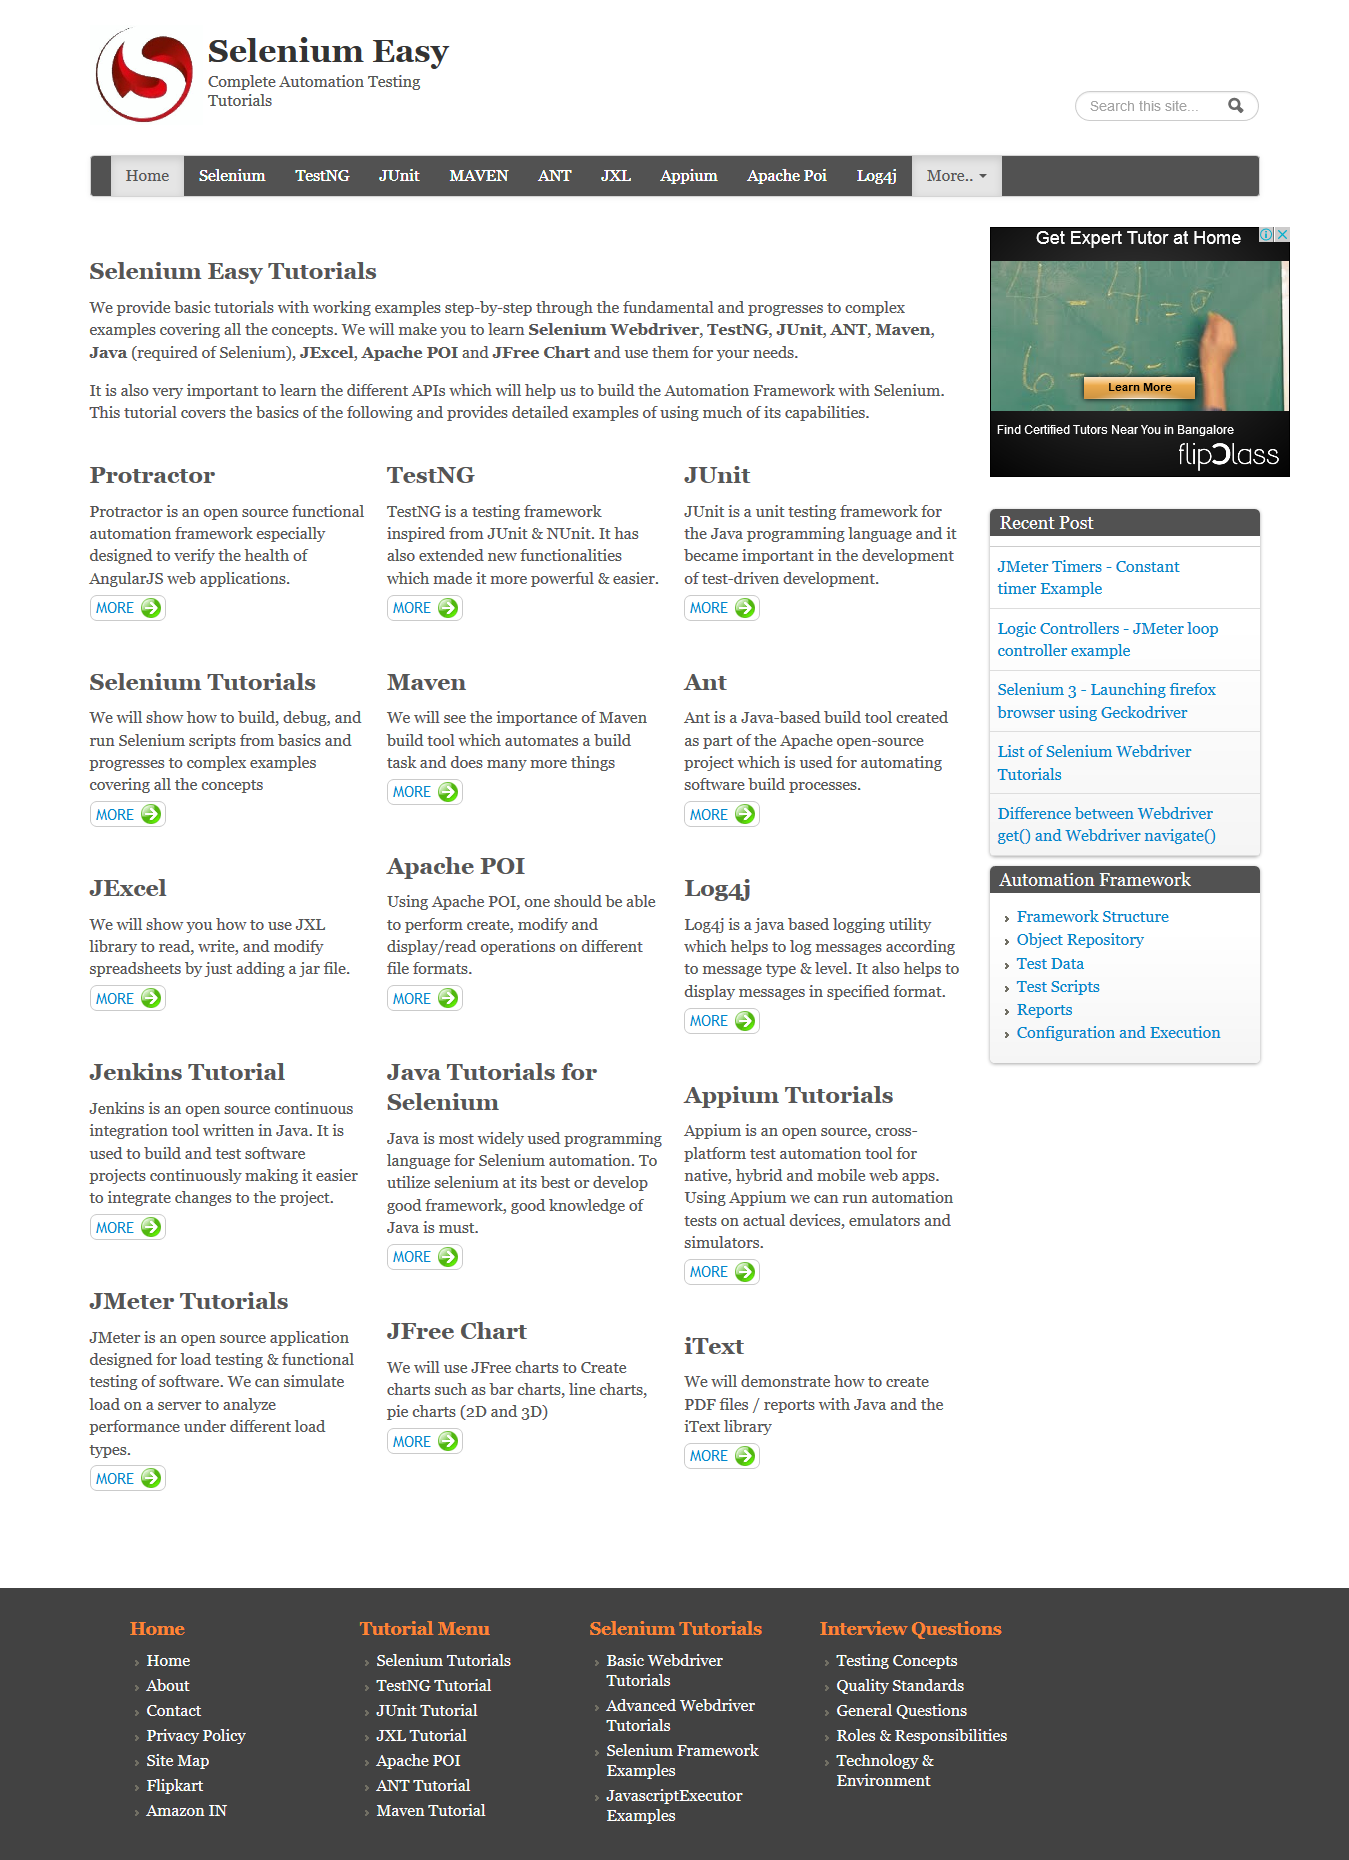 Selenium Easy
Complete Automation Testing
Tutorials
Search this site...
Home Selenium TestNG JUnit MAVEN ANT JXL Appium Apache Poi Log4j More..
Selenium Easy Tutorials
We provide basic tutorials with working examples step-by-step through the fundamental and progresses to complex
examples covering all the concepts. We will make you to learn Selenium Webdriver, TestNG, JUnit, ANT, Maven,
Java (required of Selenium), JExcel, Apache POI and JFree Chart and use them for your needs.
It is also very important to learn the different APIs which will help us to build the Automation Framework with Selenium.
This tutorial covers the basics of the following and provides detailed examples of using much of its capabilities.
Protractor
Protractor is an open source functional
automation framework especially
designed to verify the health of
AngularJS web applications.
MORE
TestNG
TestNG is a testing framework
inspired from JUnit & NUnit. It has
also extended new functionalities
which made it more powerful & easier.
MORE
JUnit
JUnit is a unit testing framework for
the Java programming language and it
became important in the development
of test-driven development.
MORE
Selenium Tutorials
We will show how to build, debug, and
run Selenium scripts from basics and
progresses to complex examples
covering all the concepts
MORE
Maven
We will see the importance of Maven
build tool which automates a build
task and does many more things
MORE
Ant
Ant is a Java-based build tool created
as part of the Apache open-source
project which is used for automating
software build processes.
MORE
JExcel
We will show you how to use JXL
library to read, write, and modify
spreadsheets by just adding a jar file.
MORE
Apache POI
Using Apache POI, one should be able
to perform create, modify and
display/read operations on different
file formats.
MORE
Log4j
Log4j is a java based logging utility
which helps to log messages according
to message type & level. It also helps to
display messages in specified format.
MORE
Jenkins Tutorial
Jenkins is an open source continuous
integration tool written in Java. It is
used to build and test software
projects continuously making it easier
to integrate changes to the project.
MORE
Java Tutorials for
Selenium
Java is most widely used programming
language for Selenium automation. To
utilize selenium at its best or develop
good framework, good knowledge of
Java is must.
MORE
Appium Tutorials
Appium is an open source, cross-
platform test automation tool for
native, hybrid and mobile web apps.
Using Appium we can run automation
tests on actual devices, emulators and
simulators.
MORE
JMeter Tutorials
JMeter is an open source application
designed for load testing & functional
testing of software. We can simulate
load on a server to analyze
performance under different load
types.
MORE
JFree Chart
We will use JFree charts to Create
charts such as bar charts, line charts,
pie charts (2D and 3D)
MORE
iText
We will demonstrate how to create
PDF files / reports with Java and the
iText library
MORE
Get Expert Tutor at Home
4 - 4 = 0
6 - 3 - 3
Learn More
Find Certified Tutors Near You in Bangalore
flipClass
Recent Post
JMeter Timers - Constant
timer Example
Logic Controllers - JMeter loop
controller example
Selenium 3 - Launching firefox
browser using Geckodriver
List of Selenium Webdriver
Tutorials
Difference between Webdriver
get() and Webdriver navigate()
Automation Framework
Framework Structure
Object Repository
Test Data
Test Scripts
Reports
Configuration and Execution
Home
Home
About
Contact
Privacy Policy
Site Map
Flipkart
Amazon IN
Tutorial Menu
Selenium Tutorials
TestNG Tutorial
JUnit Tutorial
JXL Tutorial
Apache POI
ANT Tutorial
Maven Tutorial
Selenium Tutorials
Basic Webdriver
Tutorials
Advanced Webdriver
Tutorials
Selenium Framework
Examples
JavascriptExecutor
Examples
Interview Questions
Testing Concepts
Quality Standards
General Questions
Roles & Responsibilities
Technology &
Environment